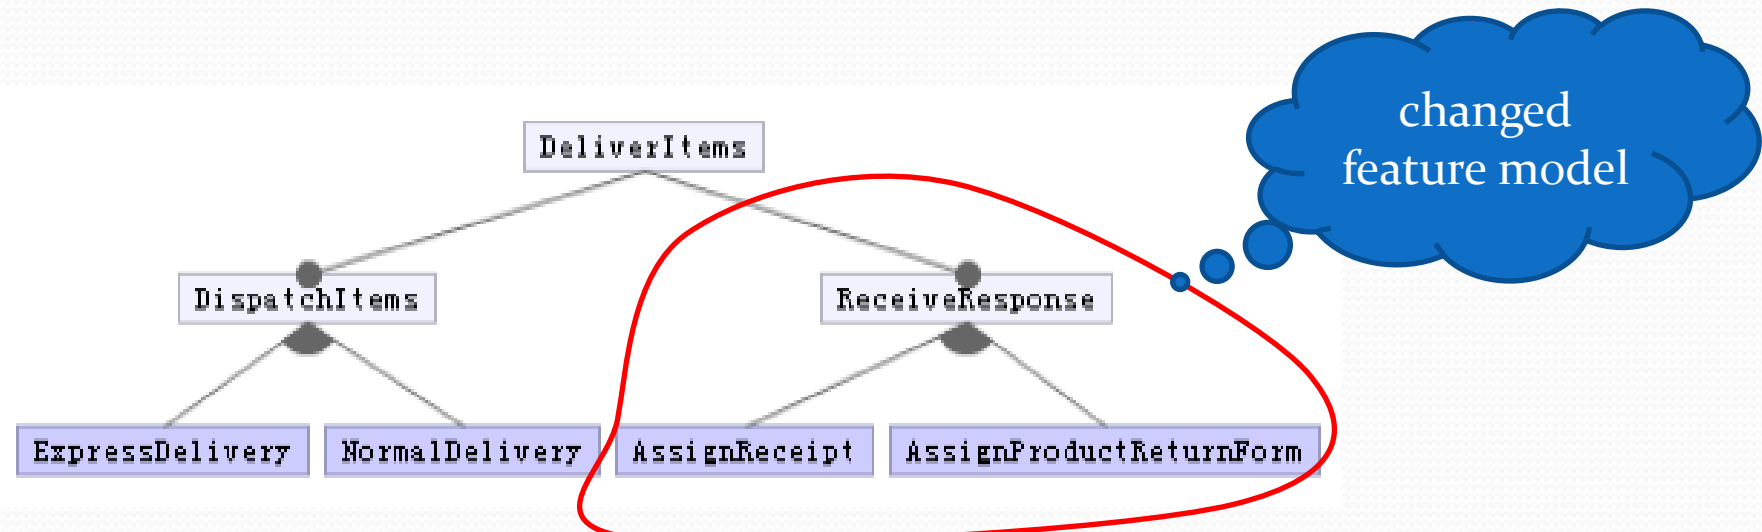 changed
feature model
DeliverItems
DispatchItems
ReceiveResponse
ExpressDelivery
NormalDelivery
AssignReceipt
AssignProductReturnForm